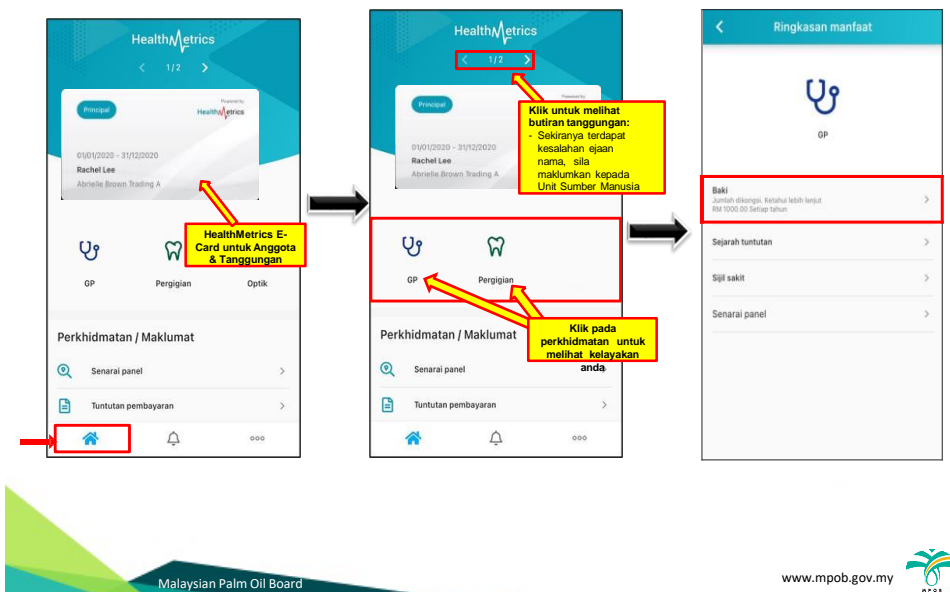 HealthMetrics
< 1/2 >
Principal
Powered by
HealthMetrics
01/01/2020 - 31/12/2020
Rachel Lee
Abrielle Brown Trading A
HealthMetrics E-
Card untuk Anggota
& Tanggungan
GP
Pergigian
Optik
Perkhidmatan / Maklumat
Senarai panel
Tuntutan pembayaran
HealthMetrics
< 1/2 >
Principal
Powered by
01/01/2020 - 31/12/2020
Rachel Lee
Abrielle Brown Trading A
Klik untuk melihat
butiran tanggungan:
- Sekiranya terdapat
kesalahan ejaan
nama, sila
maklumkan kepada
Unit Sumber Manusia
GP
Pergigian
Klik pada
perkhidmatan untuk
melihat kelayakan
anda
Perkhidmatan / Maklumat
Senarai panel
Tuntutan pembayaran
Ringkasan manfaat
GP
Baki
Jumlah dikongsi. Ketahui lebih lanjut
RM 1000.00 Setiap tahun
Sejarah tuntutan
Sijil sakit
Senarai panel
Malaysian Palm Oil Board
www.mpob.gov.my
MPOB